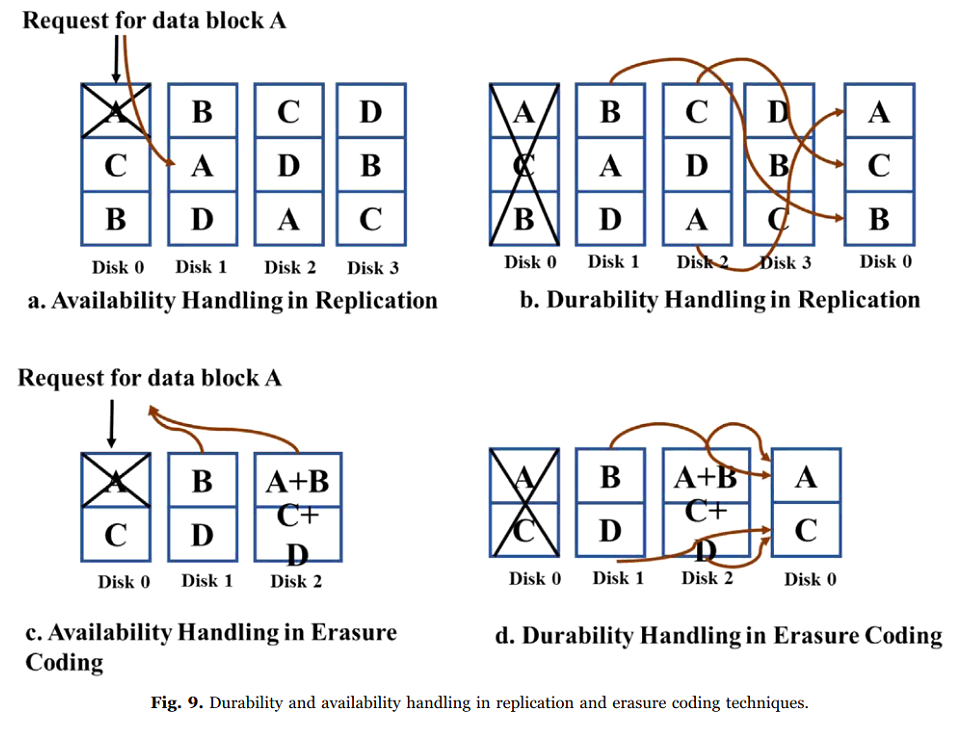 Request for data block A
A B C D
C A D B
B D A C
Disk 0 Disk 1 Disk 2 Disk 3
a. Availability Handling in Replication
A B C D A
C A D B C
B D A C B
Disk 0 Disk 1 Disk 2 Disk 3 Disk 0
b. Durability Handling in Replication
Request for data block A
A B A+B
C D C+
D
Disk 0 Disk 1 Disk 2
c. Availability Handling in Erasure
Coding
A B A+B A
C D C+ C
D
Disk 0 Disk 1 Disk 2 Disk 0
d. Durability Handling in Erasure Coding
Fig. 9. Durability and availability handling in replication and erasure coding techniques.